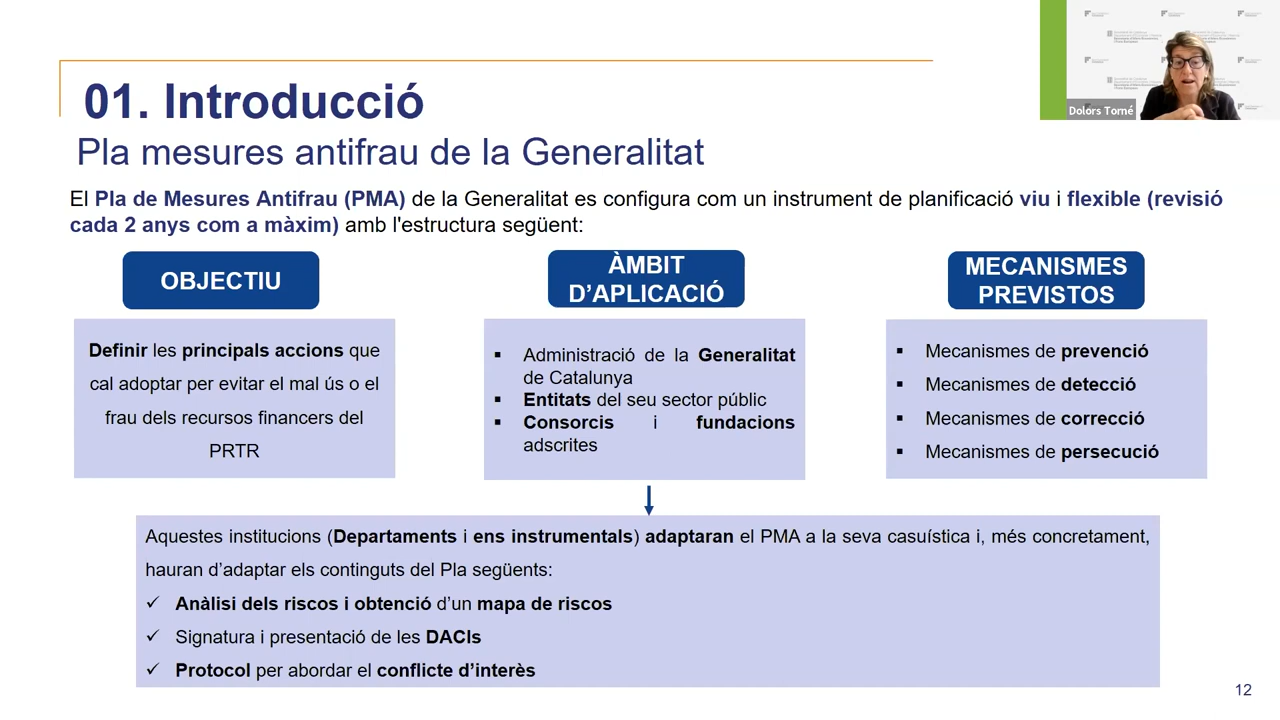 01. Introducció
Pla mesures antifrau de la Generalitat
El Pla de Mesures Antifrau (PMA) de la Generalitat es configura com un instrument de planificació viu i flexible (revisió
cada 2 anys com a màxim) amb l'estructura següent:
OBJECTIU
Definir les principals accions que
cal adoptar per evitar el mal ús o el
frau dels recursos financers del
PRTR
ÀMBIT
D’APLICACIÓ
▪ Administració de la Generalitat
de Catalunya
▪ Entitats del seu sector públic
▪ Consorcis i fundacions
adscrites
MECANISMES
PREVISTOS
▪ Mecanismes de prevenció
▪ Mecanismes de detecció
▪ Mecanismes de correcció
▪ Mecanismes de persecució
Aquestes institucions (Departaments i ens instrumentals) adaptaran el PMA a la seva casuística i, més concretament,
hauran d’adaptar els continguts del Pla següents:
✓ Anàlisi dels riscos i obtenció d’un mapa de riscos
✓ Signatura i presentació de les DACIs
✓ Protocol per abordar el conflicte d’interès
12
Dolors Torné